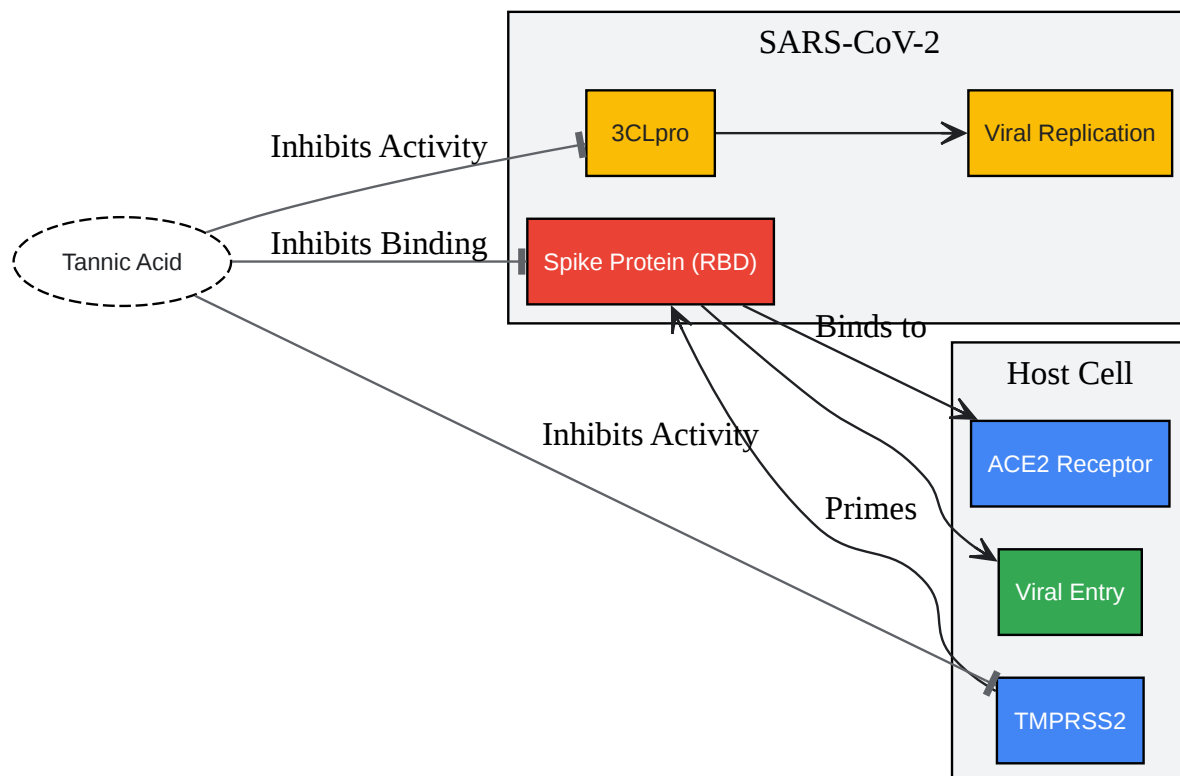 SARS-CoV-2
3CLpro
Viral Replication
Inhibits Activity
Tannic Acid
Inhibits Binding
Spike Protein (RBD)
Binds to
Host Cell
Inhibits Activity
ACE2 Receptor
Primes
Viral Entry
TMPRSS2